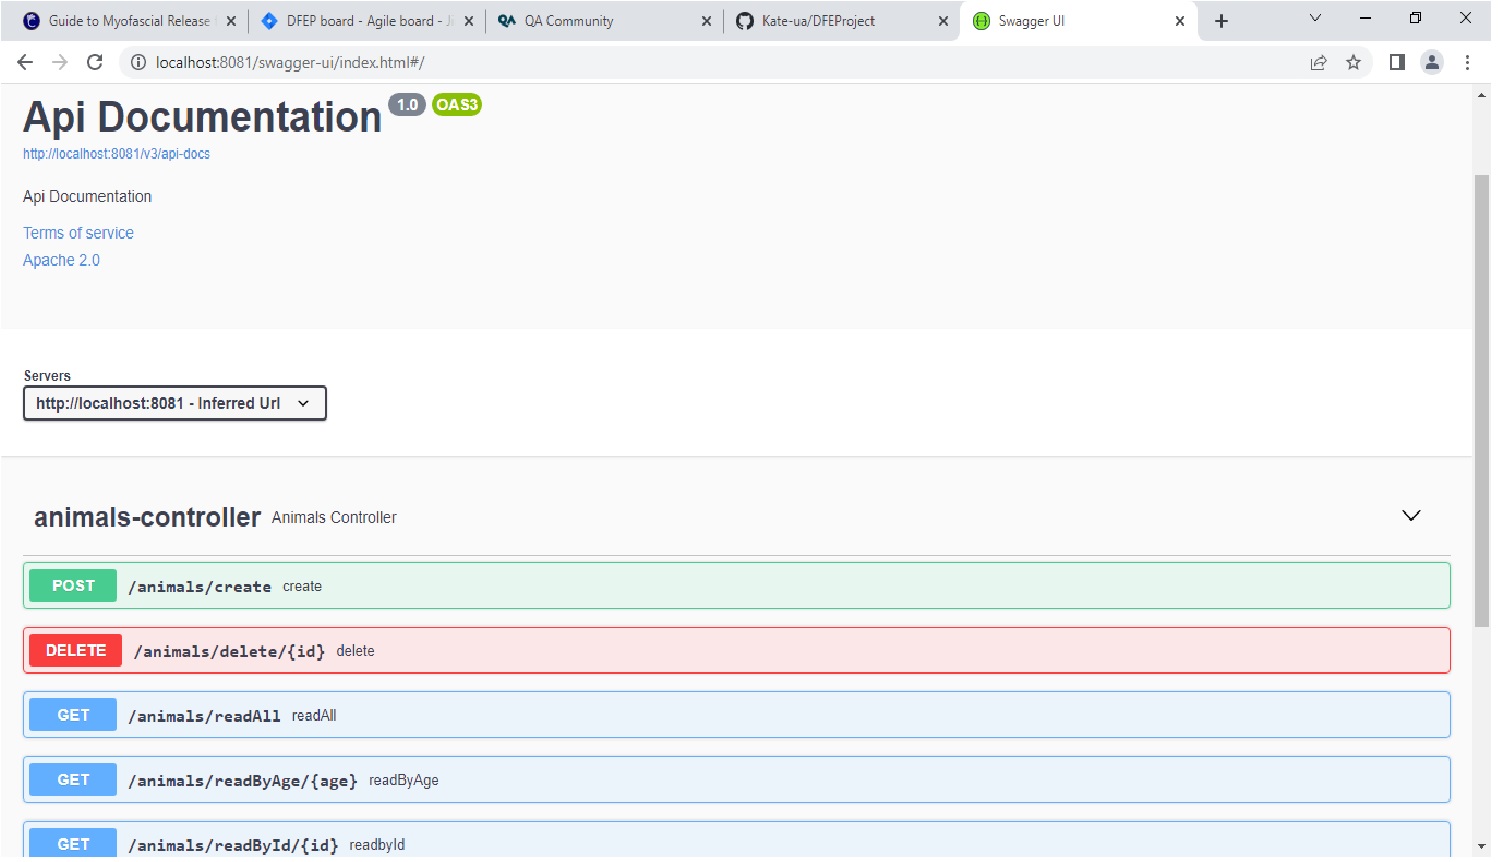 Guide to Myofascial Release
DFEP board - Agile board - Ji
QA QA Community
Kate-ua/DFEProject
Swagger UI
localhost:8081/swagger-ui/index.html#/
Api Documentation 1.0 OAS3
http://localhost:8081/v3/api-docs
Api Documentation
Terms of service
Apache 2.0
Servers
http://localhost:8081 - Inferred Url
animals-controller Animals Controller
POST /animals/create create
DELETE /animals/delete/{id} delete
GET /animals/readAll readAll
GET /animals/readByAge/{age} readByAge
GET /animals/readById/{id} readbyId